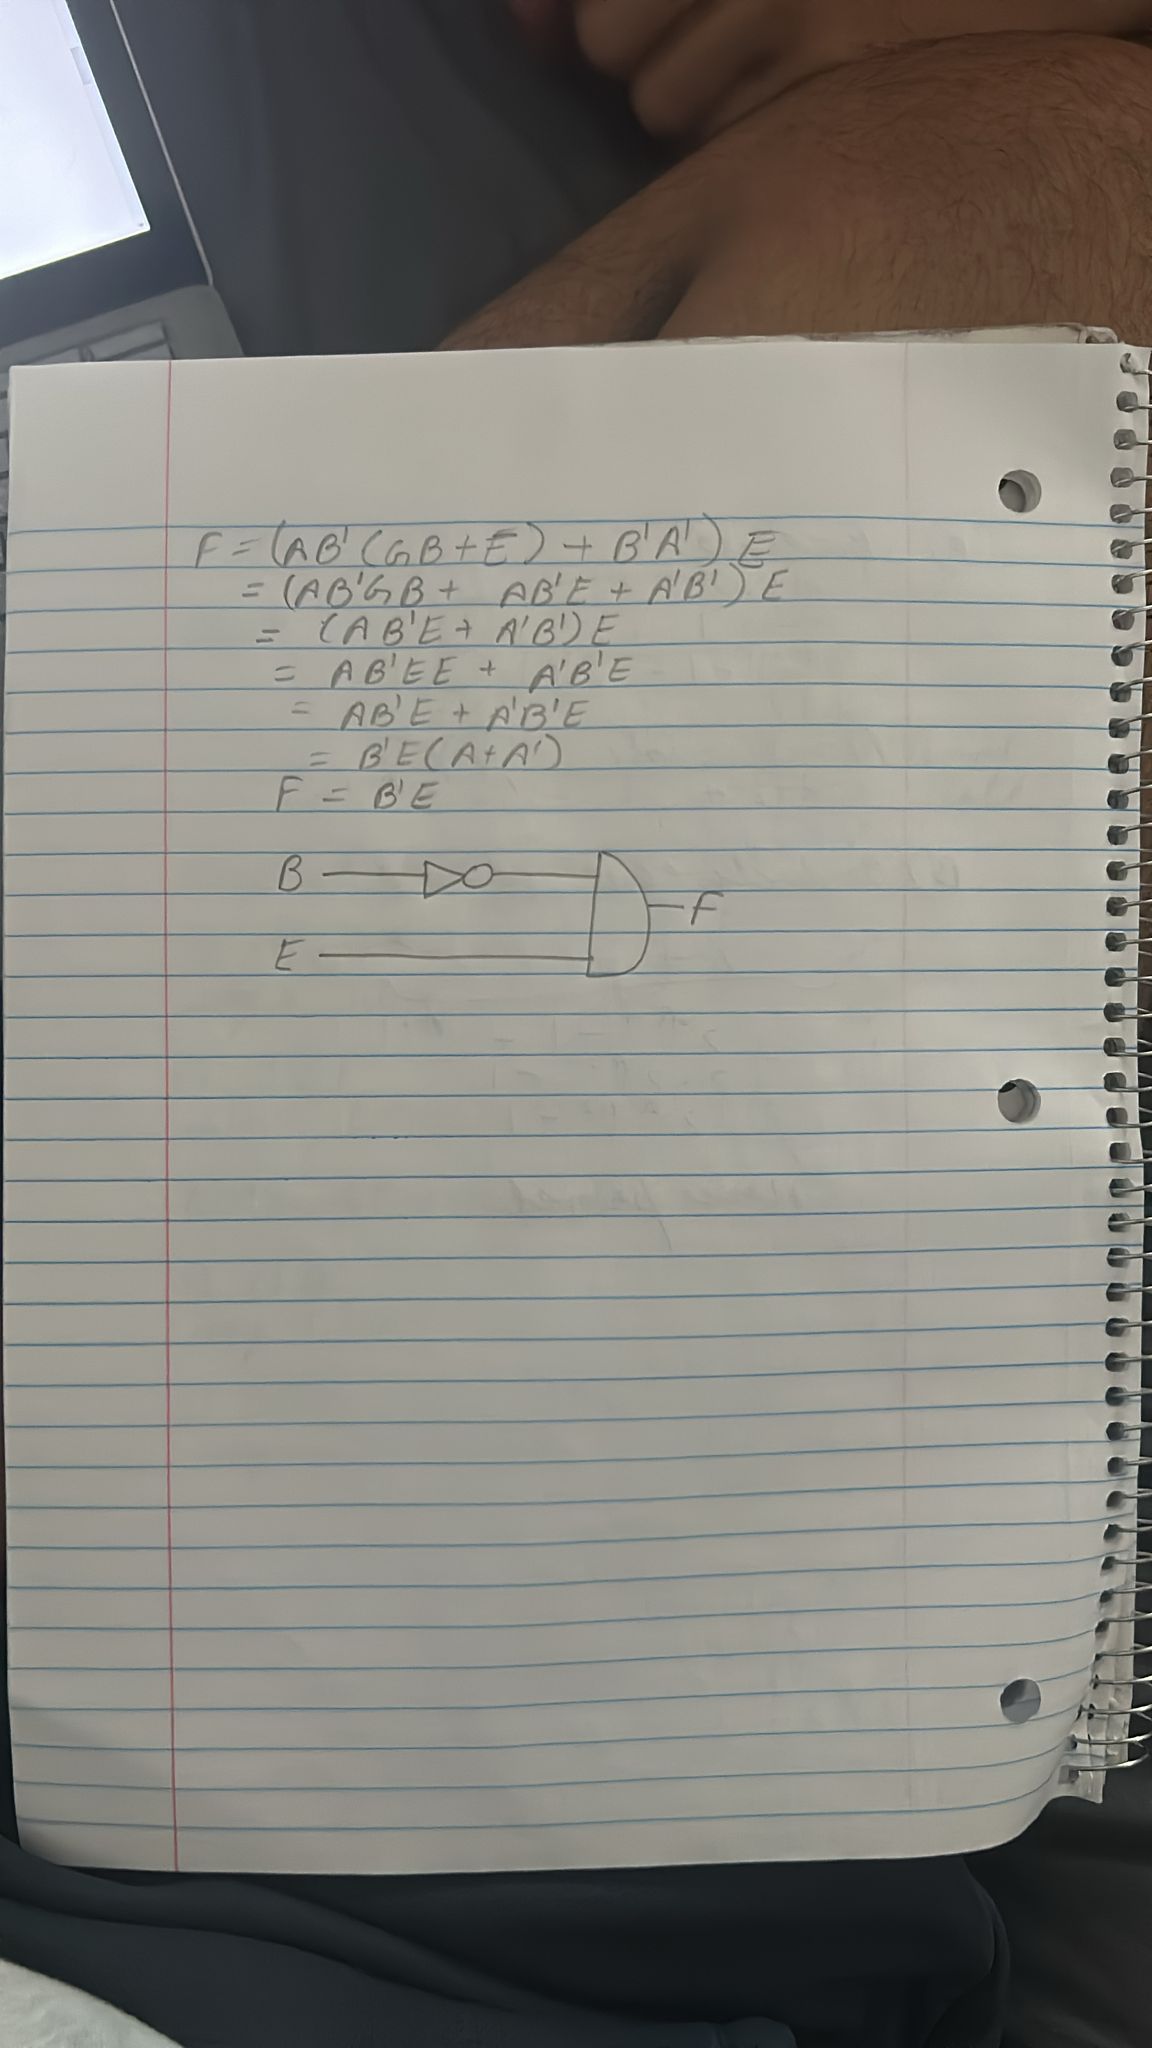 F = (AB'(GB+E) + B'A') E
= (AB'GB + AB'E + A'B') E
= (AB'E + A'B')E
= AB'EE + A'B'E
= AB'E + A'B'E
= B'E(A+A')
F = B'E
B
F
E